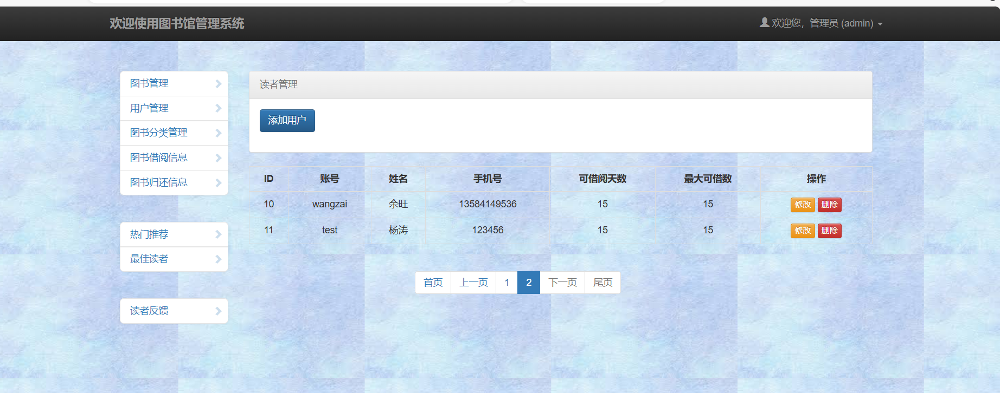 欢迎使用图书馆管理系统
欢迎您，管理员 (admin)
图书管理
用户管理
图书分类管理
图书借阅信息
图书归还信息
热门推荐
最佳读者
读者反馈
读者管理
添加用户
ID 账号 姓名 手机号 可借阅天数 最大可借数 操作
10 wangzai 余旺 13584149536 15 15 修改 删除
11 test 杨涛 123456 15 15 修改 删除
首页 上一页 1 2 下一页 尾页